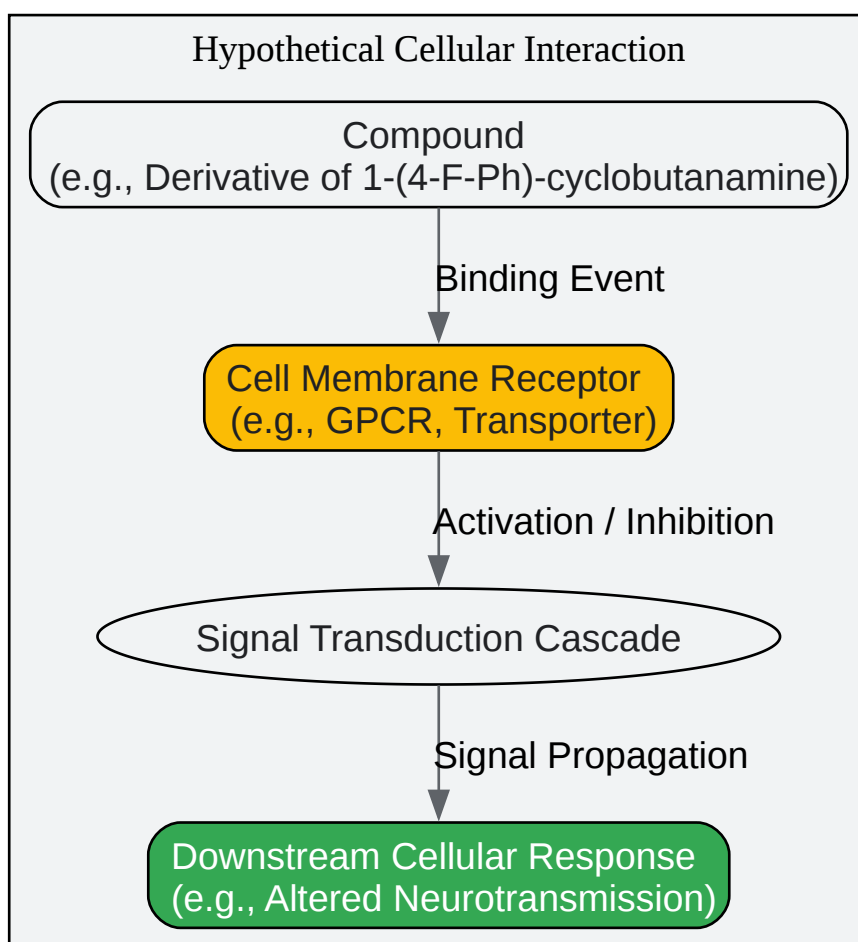 Hypothetical Cellular Interaction
Compound
(e.g., Derivative of 1-(4-F-Ph)-cyclobutanamine)
Binding Event
Cell Membrane Receptor
(e.g., GPCR, Transporter)
Activation / Inhibition
Signal Transduction Cascade
Signal Propagation
Downstream Cellular Response
(e.g., Altered Neurotransmission)